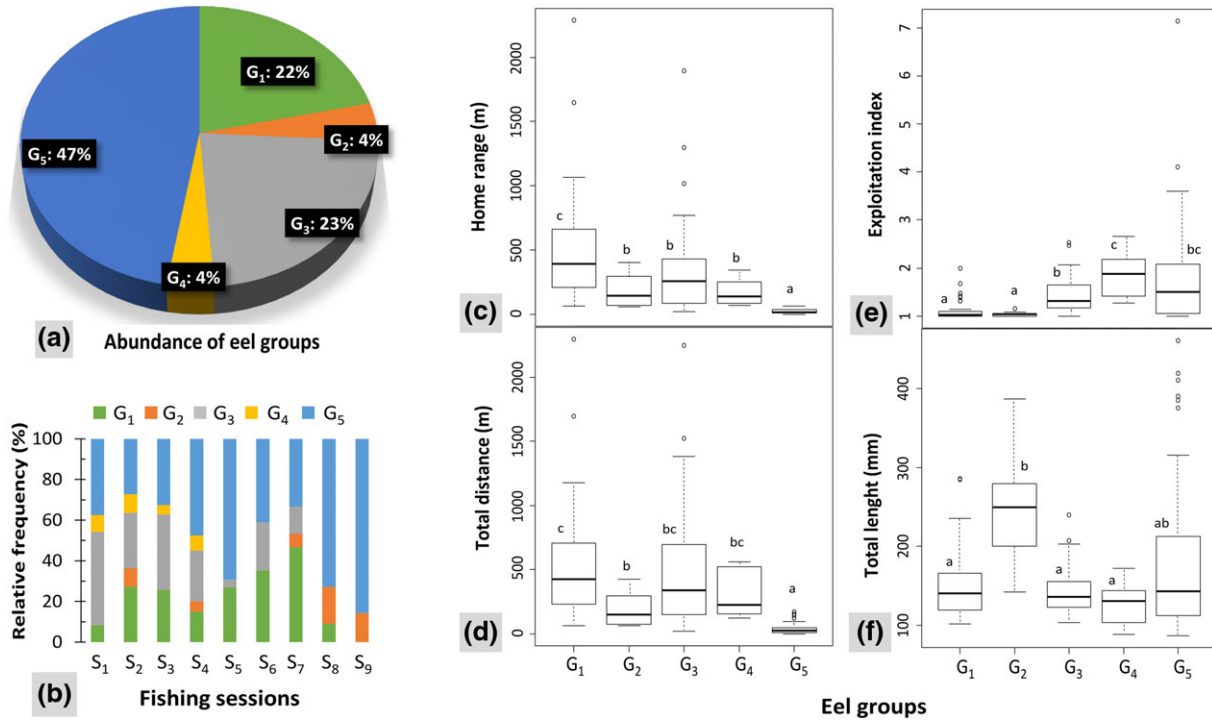 G1: 22%
G2: 4%
G3: 23%
G4: 4%
G5: 47%
(a)
Abundance of eel groups
G1 G2 G3 G4 G5
Relative frequency (%)
100
80
60
40
20
0
S1 S2 S3 S4 S5 S6 S7 S8 S9
(b)
Fishing sessions
Home range (m)
2000
1500
1000
500
0
c b b b a
(c)
Total distance (m)
2000
1500
1000
500
0
c b bc bc a
(d)
G1 G2 G3 G4 G5
Exploitation index
7
6
5
4
3
2
1
a a b c bc
(e)
Total lenght (mm)
400
300
200
100
a b a a ab
(f)
G1 G2 G3 G4 G5
Eel groups